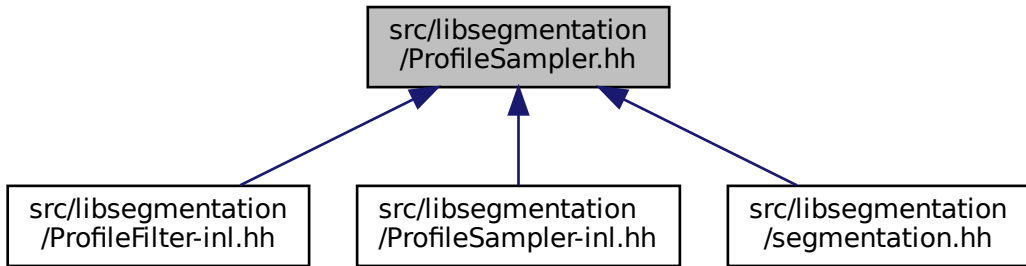 src/libsegmentation
/ProfileSampler.hh
src/libsegmentation
/ProfileFilter-inl.hh
src/libsegmentation
/ProfileSampler-inl.hh
src/libsegmentation
/segmentation.hh